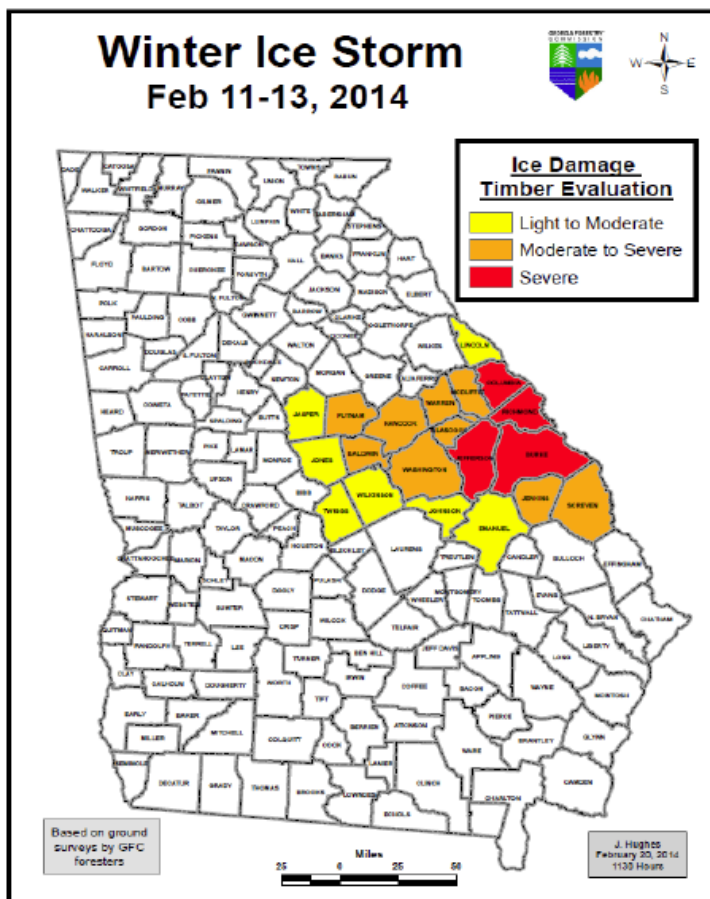 Winter Ice Storm
Feb 11-13, 2014
GEORGIA FORESTRY
COMMISSION
N
W
E
S
Ice Damage
Timber Evaluation
Light to Moderate
Moderate to Severe
Severe
FANNIN
UNION
RABUN
WALKER
GILMER
WHITE
LUMPKIN
HABERSHAM
STEPHENS
CHATTOOGA
GORDON
PICKENS
DAWSON
HALL
BANKS
FRANKLIN
HART
FLOYD
BARTOW
CHEROKEE
FORSYTH
JACKSON
MADISON
ELBERT
POLK
PAULDING
COBB
N. FULTON
GWINNETT
BARROW
CLARKE
OCONEE
OGLETHORPE
WILKES
LINCOLN
HARALSON
DOUGLAS
S. FULTON
DEKALB
WALTON
CARROLL
CLAYTON
NEWTON
MORGAN
GREENE
TALIAFERRO
COLUMBIA
MCDUFFIE
WARREN
RICHMOND
HEARD
COWETA
FAYETTE
HENRY
SPALDING
BUTTS
JASPER
PUTNAM
HANCOCK
GLASCOCK
JEFFERSON
BURKE
TROUP
MERIWETHER
PIKE
LAMAR
MONROE
JONES
BALDWIN
WASHINGTON
UPSON
BIBB
WILKINSON
JOHNSON
JENKINS
SCREVEN
HARRIS
TALBOT
CRAWFORD
TWIGGS
EMANUEL
MUSCOGEE
TAYLOR
PEACH
HOUSTON
BLECKLEY
LAURENS
TREUTLEN
CANDLER
BULLOCH
EFFINGHAM
CHATTAHOOCHEE
MARION
MACON
SCHLEY
DOOLY
PULASKI
DODGE
WHEELER
MONTGOMERY
TOOMBS
TATTNALL
EVANS
N. BRYAN
CHATHAM
STEWART
WEBSTER
SUMTER
CRISP
WILCOX
TELFAIR
QUITMAN
RANDOLPH
TERRELL
LEE
TURNER
BEN HILL
JEFF DAVIS
APPLING
LONG
LIBERTY
CLAY
CALHOUN
DOUGHERTY
WORTH
TIFT
IRWIN
COFFEE
BACON
WAYNE
MCINTOSH
EARLY
BAKER
MITCHELL
COLQUITT
BERRIEN
ATKINSON
PIERCE
BRANTLEY
GLYNN
MILLER
COOK
LANIER
WARE
SEMINOLE
DECATUR
GRADY
THOMAS
BROOKS
LOWNDES
CLINCH
CHARLTON
CAMDEN
ECHOLS
Based on ground
surveys by GFC
foresters
Miles
25 0 25 50
J. Hughes
February 20, 2014
1130 Hours